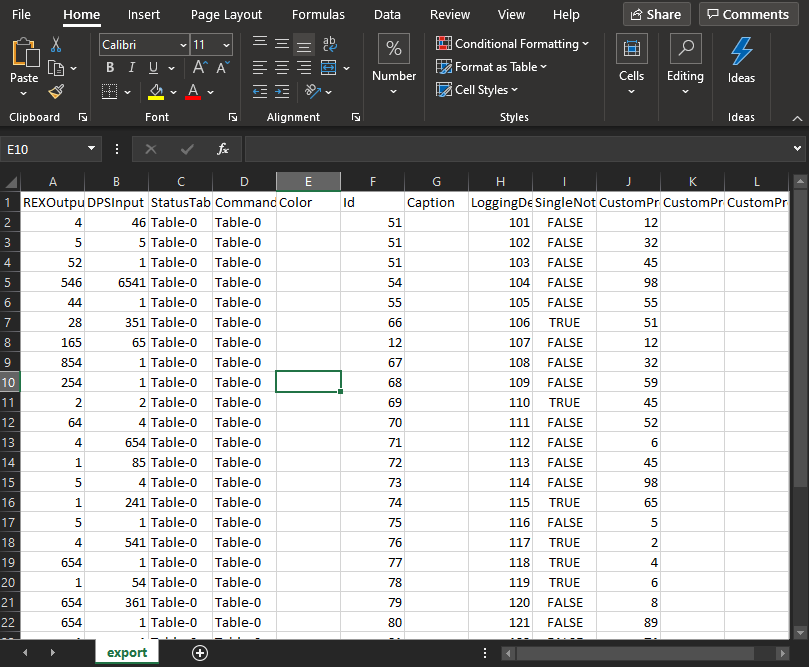 File Home Insert Page Layout Formulas Data Review View Help Share Comments
Calibri 11 ab Conditional Formatting
Paste B I U A A % Format as Table Cells Editing Ideas
A Number Cell Styles
Clipboard Font Alignment Styles Ideas
E10 fx
A B C D E F G H I J K L
1 REXOutpu DPSInput StatusTab Command Color Id Caption LoggingDe SingleNot CustomPr CustomPr CustomPr
2 4 46 Table-0 Table-0 51 101 FALSE 12
3 5 5 Table-0 Table-0 51 102 FALSE 32
4 52 1 Table-0 Table-0 51 103 FALSE 45
5 546 6541 Table-0 Table-0 54 104 FALSE 98
6 44 1 Table-0 Table-0 55 105 FALSE 55
7 28 351 Table-0 Table-0 66 106 TRUE 51
8 165 65 Table-0 Table-0 12 107 FALSE 12
9 854 1 Table-0 Table-0 67 108 FALSE 32
10 254 1 Table-0 Table-0 68 109 FALSE 59
11 2 2 Table-0 Table-0 69 110 TRUE 45
12 64 4 Table-0 Table-0 70 111 FALSE 52
13 4 654 Table-0 Table-0 71 112 FALSE 6
14 1 85 Table-0 Table-0 72 113 FALSE 45
15 5 4 Table-0 Table-0 73 114 FALSE 98
16 1 241 Table-0 Table-0 74 115 TRUE 65
17 5 1 Table-0 Table-0 75 116 FALSE 5
18 4 541 Table-0 Table-0 76 117 TRUE 2
19 654 1 Table-0 Table-0 77 118 TRUE 4
20 1 54 Table-0 Table-0 78 119 TRUE 6
21 654 361 Table-0 Table-0 79 120 FALSE 8
22 654 1 Table-0 Table-0 80 121 FALSE 89
export